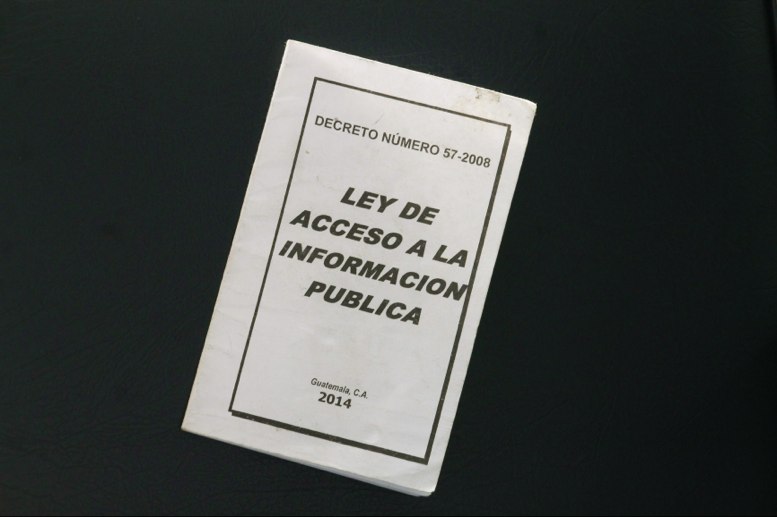 DECRETO NÚMERO 57-2008
LEY DE
ACCESO A LA
INFORMACION
PUBLICA
Guatemala, C.A.
2014